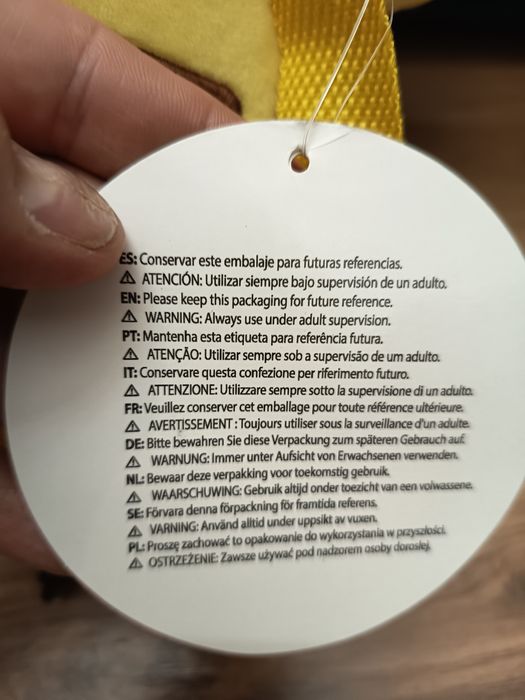 ES: Conservar este embalaje para futuras referencias.
⚠ ATENCIÓN: Utilizar siempre bajo supervisión de un adulto.
EN: Please keep this packaging for future reference.
⚠ WARNING: Always use under adult supervision.
PT: Mantenha esta etiqueta para referência futura.
⚠ ATENÇÃO: Utilizar sempre sob a supervisão de um adulto.
IT: Conservare questa confezione per riferimento futuro.
⚠ ATTENZIONE: Utilizzare sempre sotto la supervisione di un adulto.
FR: Veuillez conserver cet emballage pour toute référence ultérieure.
⚠ AVERTISSEMENT : Toujours utiliser sous la surveillance d'un adulte.
DE: Bitte bewahren Sie diese Verpackung zum späteren Gebrauch auf.
⚠ WARNUNG: Immer unter Aufsicht von Erwachsenen verwenden.
NL: Bewaar deze verpakking voor toekomstig gebruik.
⚠ WAARSCHUWING: Gebruik altijd onder toezicht van een volwassene.
SE: Förvara denna förpackning för framtida referens.
⚠ VARNING: Använd alltid under uppsikt av vuxen.
PL: Proszę zachować to opakowanie do wykorzystania w przyszłości.
⚠ OSTRZEŻENIE: Zawsze używać pod nadzorem osoby dorosłej.